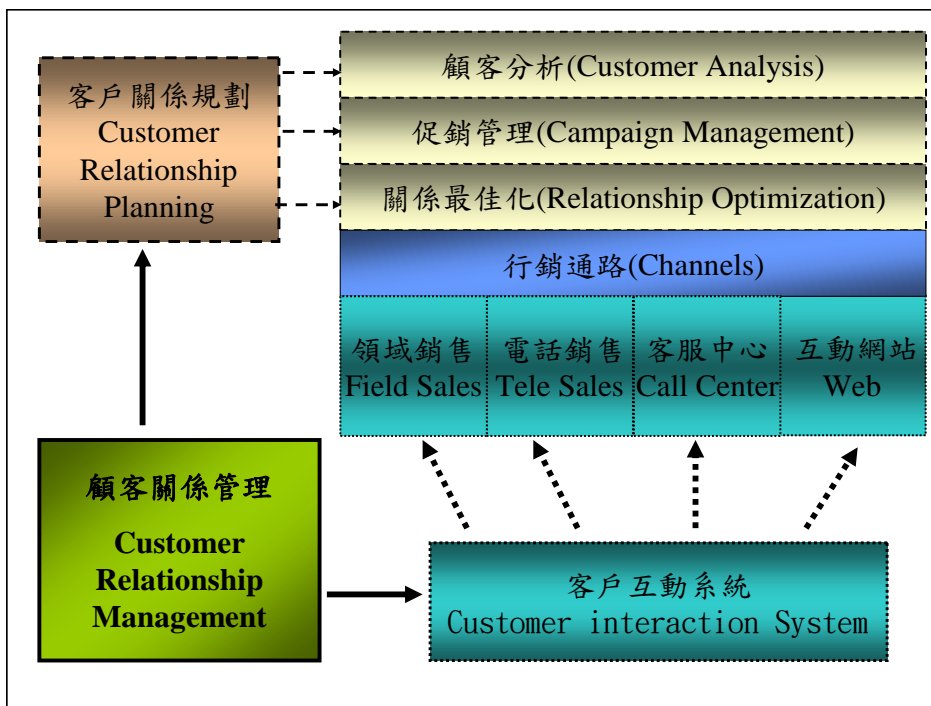 客戶關係規劃
Customer
Relationship
Planning
顧客分析(Customer Analysis)
促銷管理(Campaign Management)
關係最佳化(Relationship Optimization)
行銷通路(Channels)
領域銷售
Field Sales
電話銷售
Tele Sales
客服中心
Call Center
互動網站
Web
顧客關係管理
Customer
Relationship
Management
客戶互動系統
Customer interaction System